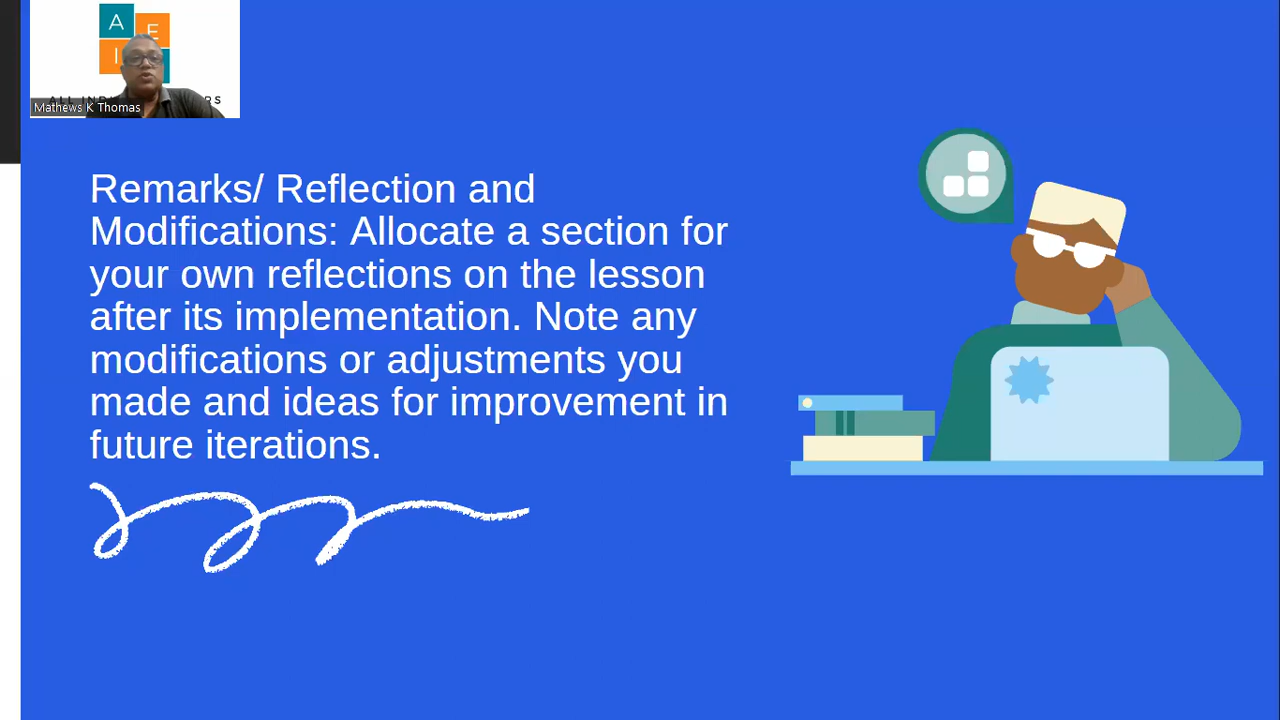 A E
I
Mathews K Thomas
Remarks/ Reflection and
Modifications: Allocate a section for
your own reflections on the lesson
after its implementation. Note any
modifications or adjustments you
made and ideas for improvement in
future iterations.